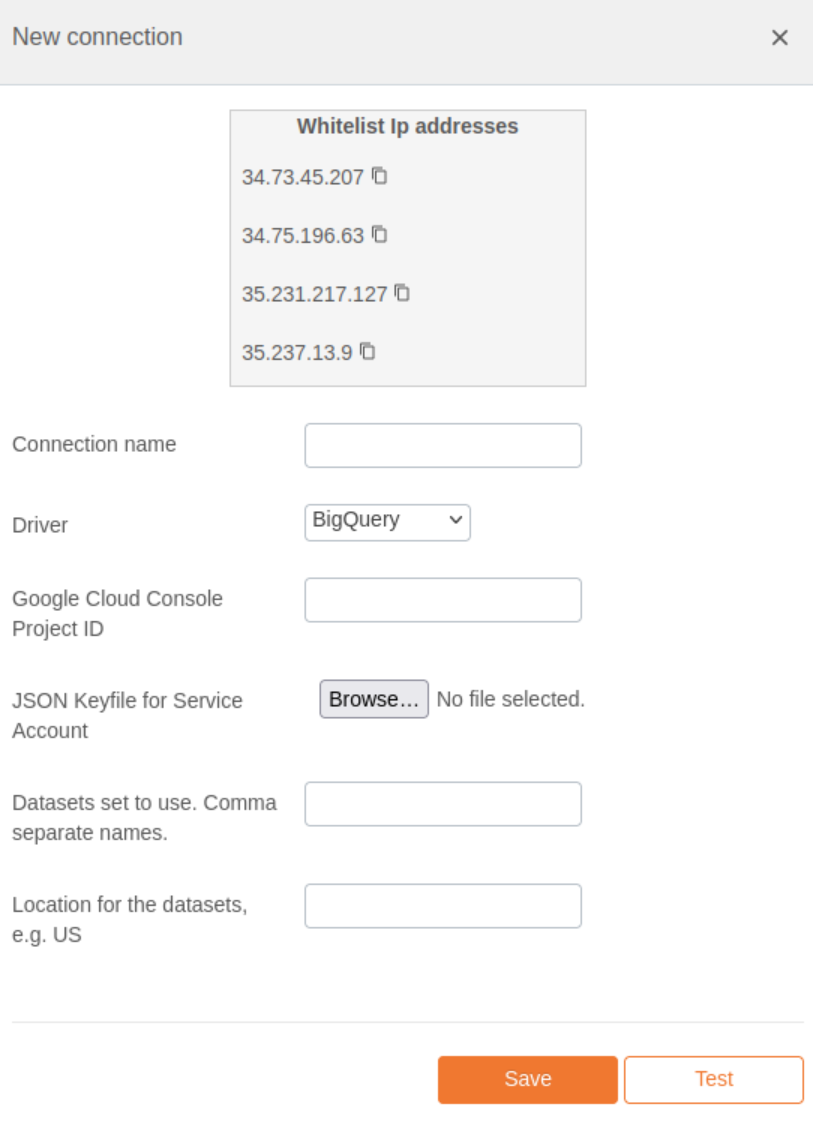 New connection
Whitelist Ip addresses
34.73.45.207
34.75.196.63
35.231.217.127
35.237.13.9
Connection name
Driver
BigQuery
Google Cloud Console
Project ID
JSON Keyfile for Service
Account
Browse… No file selected.
Datasets set to use. Comma
separate names.
Location for the datasets,
e.g. US
Save
Test